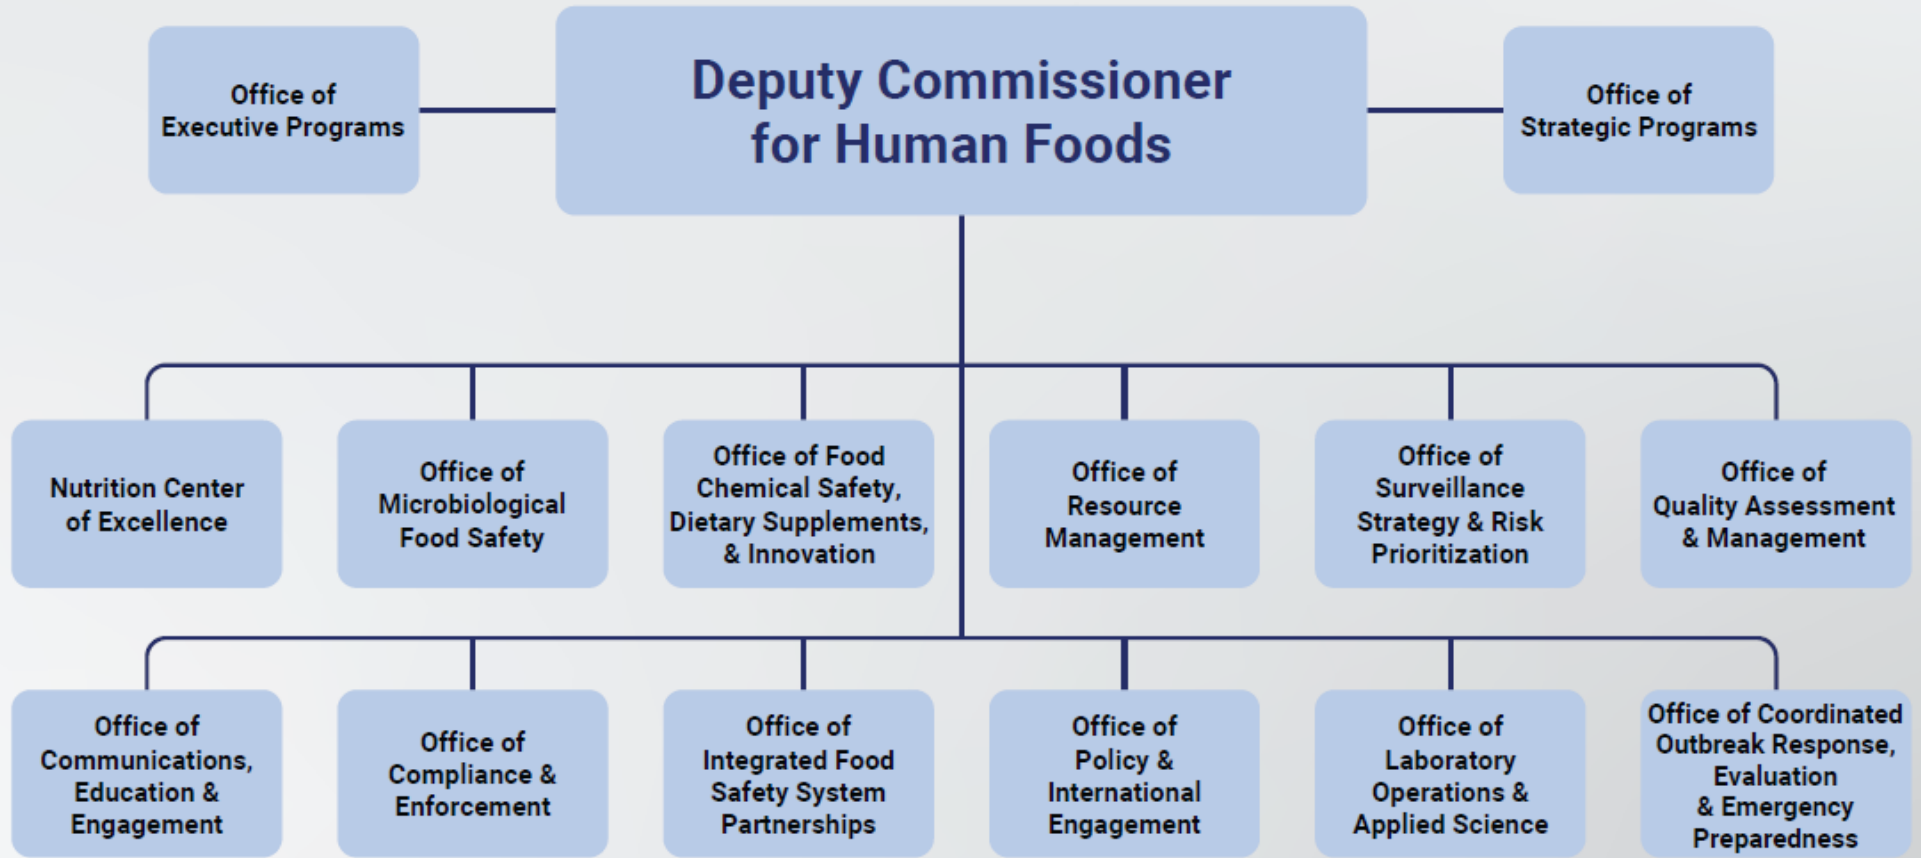 Office of
Executive Programs
Deputy Commissioner
for Human Foods
Office of
Strategic Programs
Nutrition Center
of Excellence
Office of
Microbiological
Food Safety
Office of Food
Chemical Safety,
Dietary Supplements,
& Innovation
Office of
Resource
Management
Office of
Surveillance
Strategy & Risk
Prioritization
Office of
Quality Assessment
& Management
Office of
Communications,
Education &
Engagement
Office of
Compliance &
Enforcement
Office of
Integrated Food
Safety System
Partnerships
Office of
Policy &
International
Engagement
Office of
Laboratory
Operations &
Applied Science
Office of Coordinated
Outbreak Response,
Evaluation
& Emergency
Preparedness